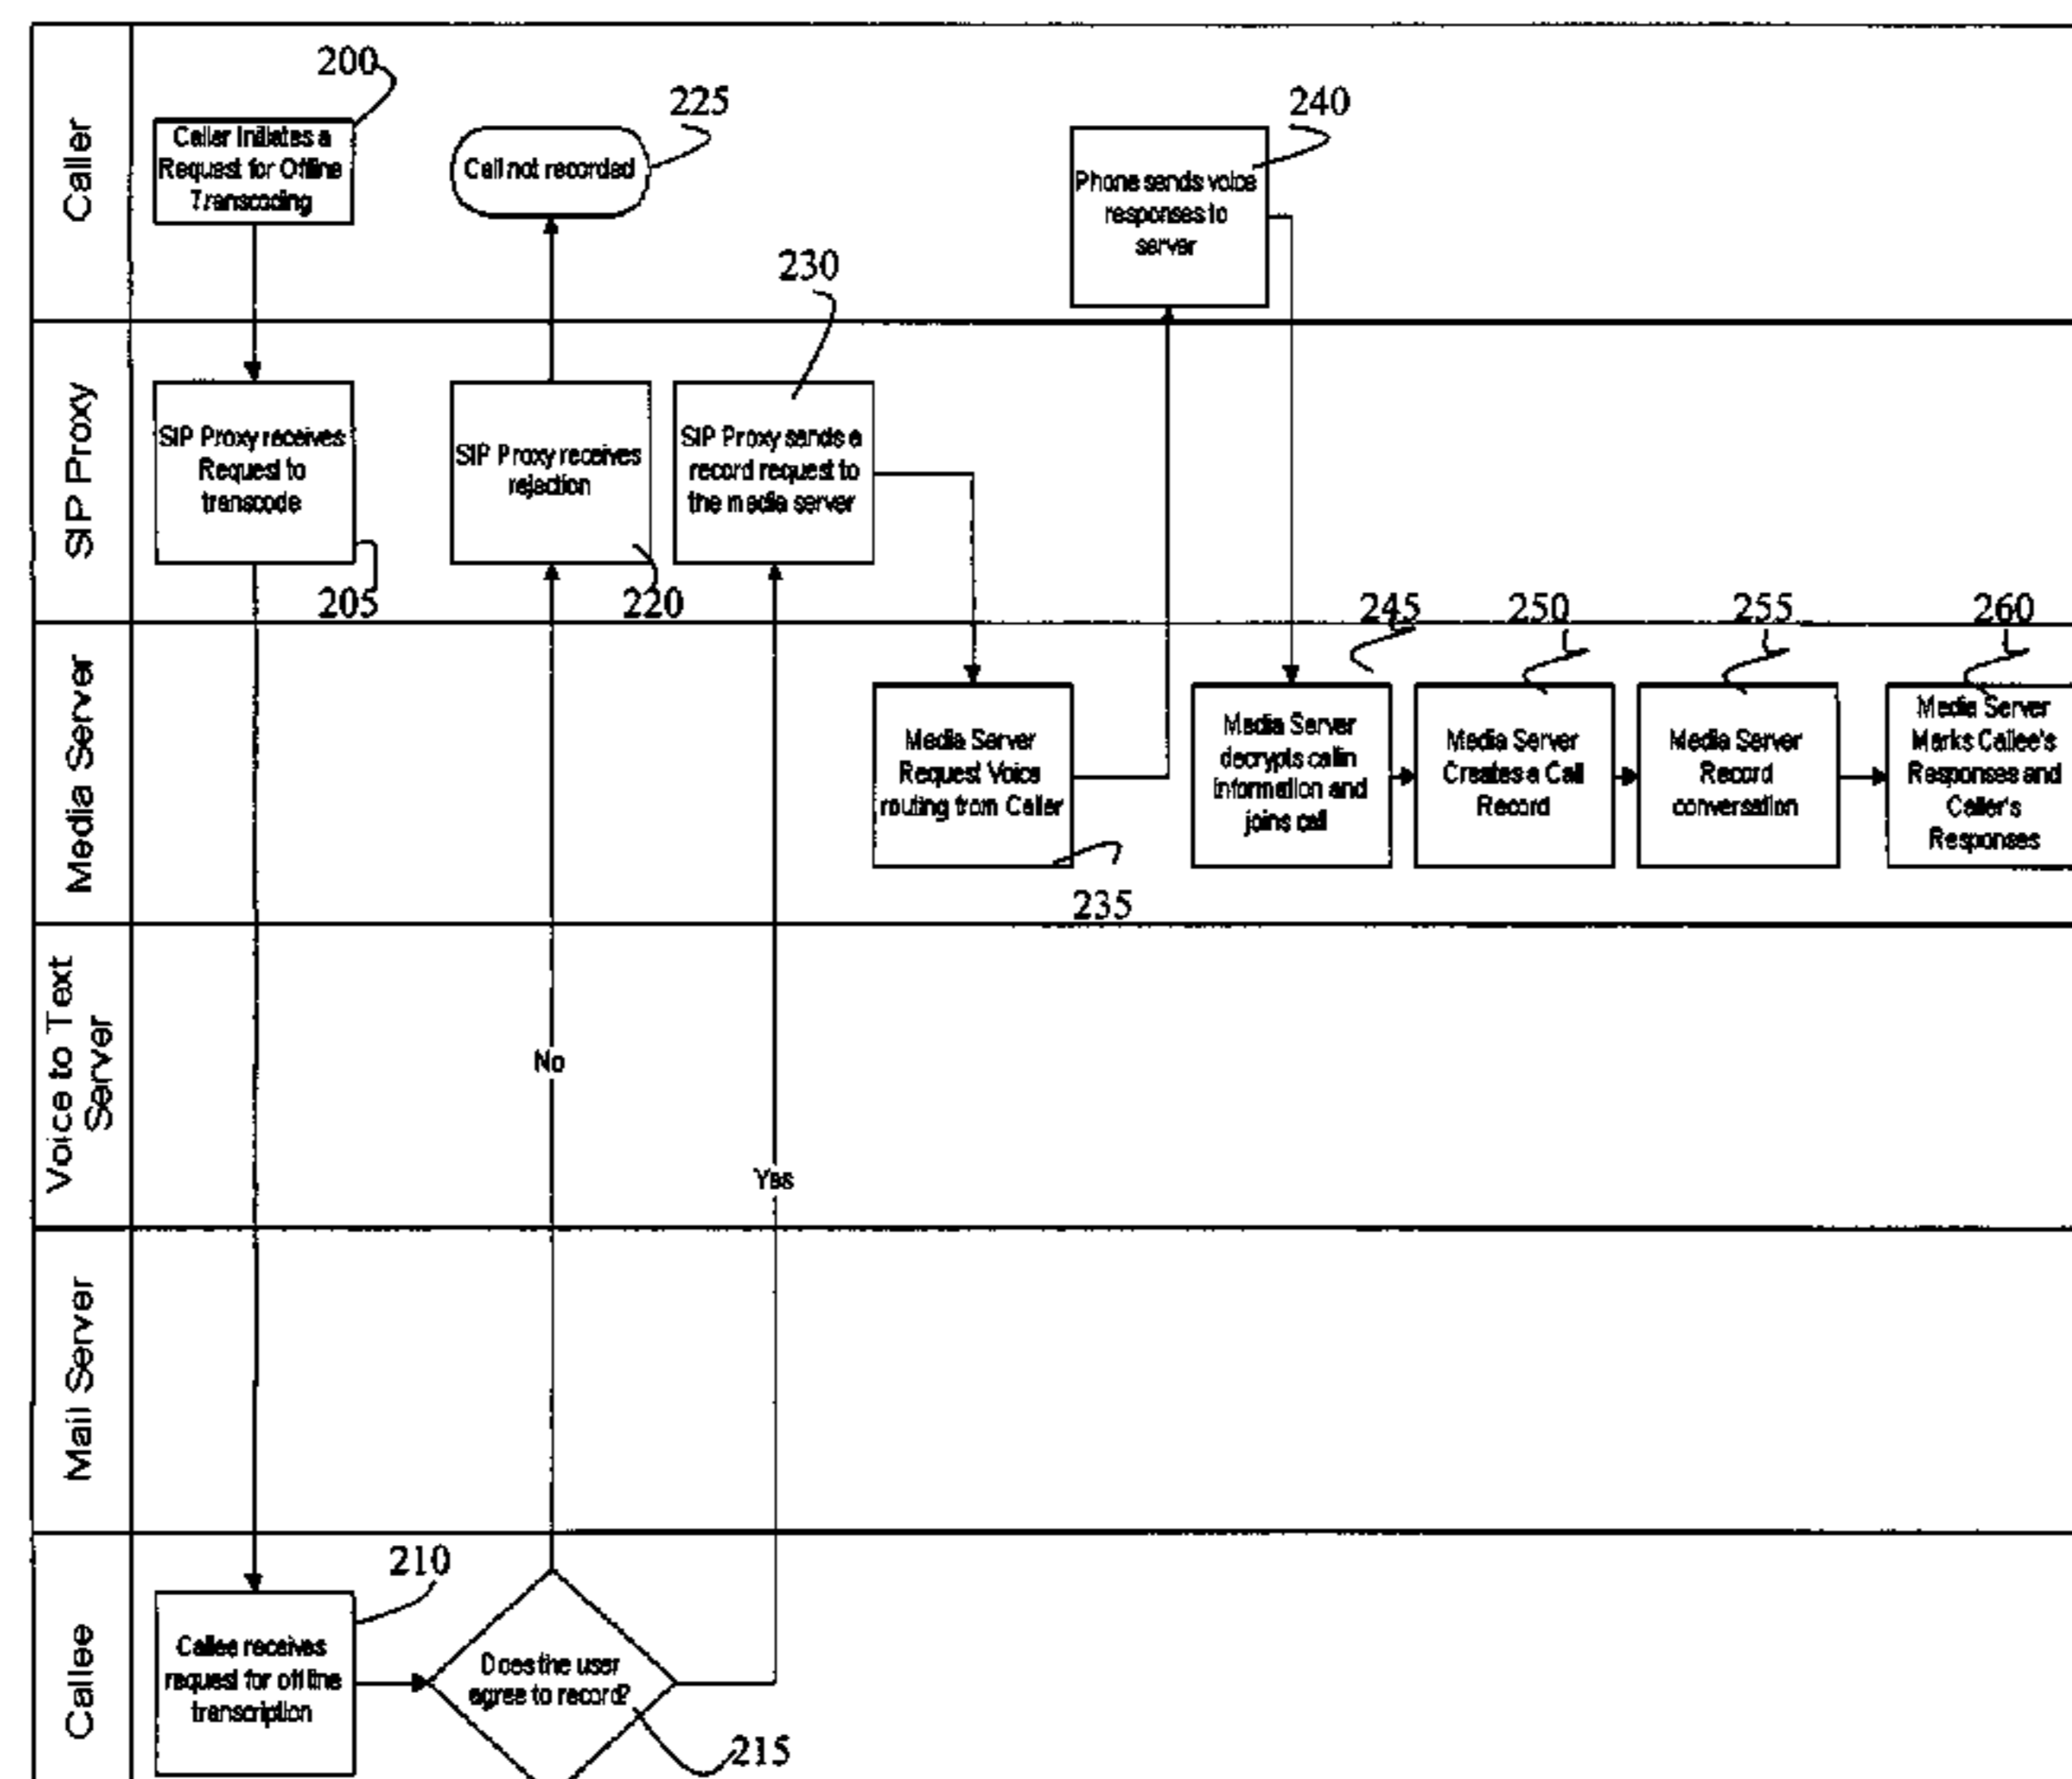 Caller
200
Caller Initiates a
Request for Offline
Transcoding
225
Call not recorded
240
Phone sends voice
responses to
server
SIP Proxy
230
SIP Proxy receives
Request to
transcode
205
SIP Proxy receives
rejection
220
SIP Proxy sends a
record request to
the media server
Media Server
Media Server
Request Voice
routing from Caller
235
245
Media Server
decrypts call in
information and
joins call
250
Media Server
Creates a Call
Record
255
Media Server
Record
conversation
260
Media Server
Marks Callee's
Responses and
Caller's
Responses
Voice to Text
Server
No
Yes
Mail Server
Callee
210
Callee receives
request for offline
transcription
Does the user
agree to record?
215